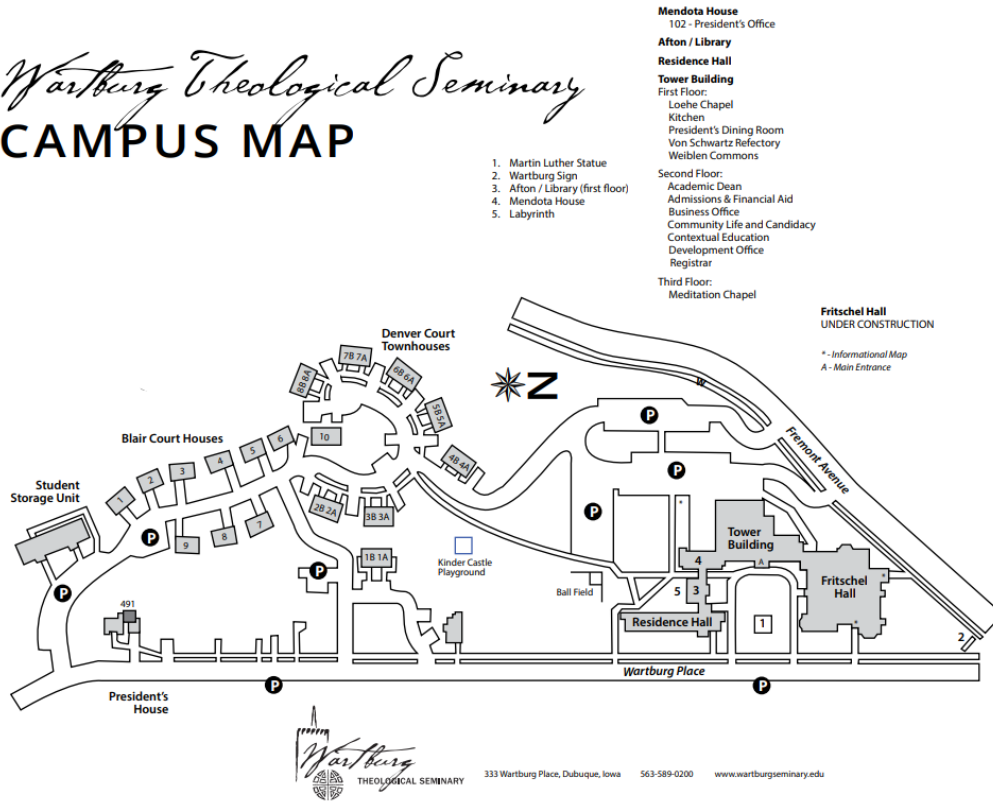 Wartburg Theological Seminary
CAMPUS MAP
Mendota House
102 - President's Office
Afton / Library
Residence Hall
Tower Building
First Floor:
Loehe Chapel
Kitchen
President's Dining Room
Von Schwartz Refectory
Weiblen Commons
Second Floor:
Academic Dean
Admissions & Financial Aid
Business Office
Community Life and Candidacy
Contextual Education
Development Office
Registrar
Third Floor:
Meditation Chapel
1. Martin Luther Statue
2. Wartburg Sign
3. Afton / Library (first floor)
4. Mendota House
5. Labyrinth
Fritschel Hall
UNDER CONSTRUCTION
* - Informational Map
A - Main Entrance
Denver Court
Townhouses
7B 7A
8B 8A
6B 6A
5B 5A
4B 4A
10
2B 2A
3B 3A
1B 1A
N
W
Fremont Avenue
P
P
P
Blair Court Houses
1
2
3
4
5
6
7
8
9
Student
Storage Unit
P
P
P
491
Kinder Castle
Playground
Ball Field
Tower
Building
A
4
3
5
Fritschel
Hall
*
*
*
Residence Hall
1
2
Wartburg Place
P
P
President's
House
Wartburg
THEOLOGICAL SEMINARY
333 Wartburg Place, Dubuque, Iowa 563-589-0200 www.wartburgseminary.edu